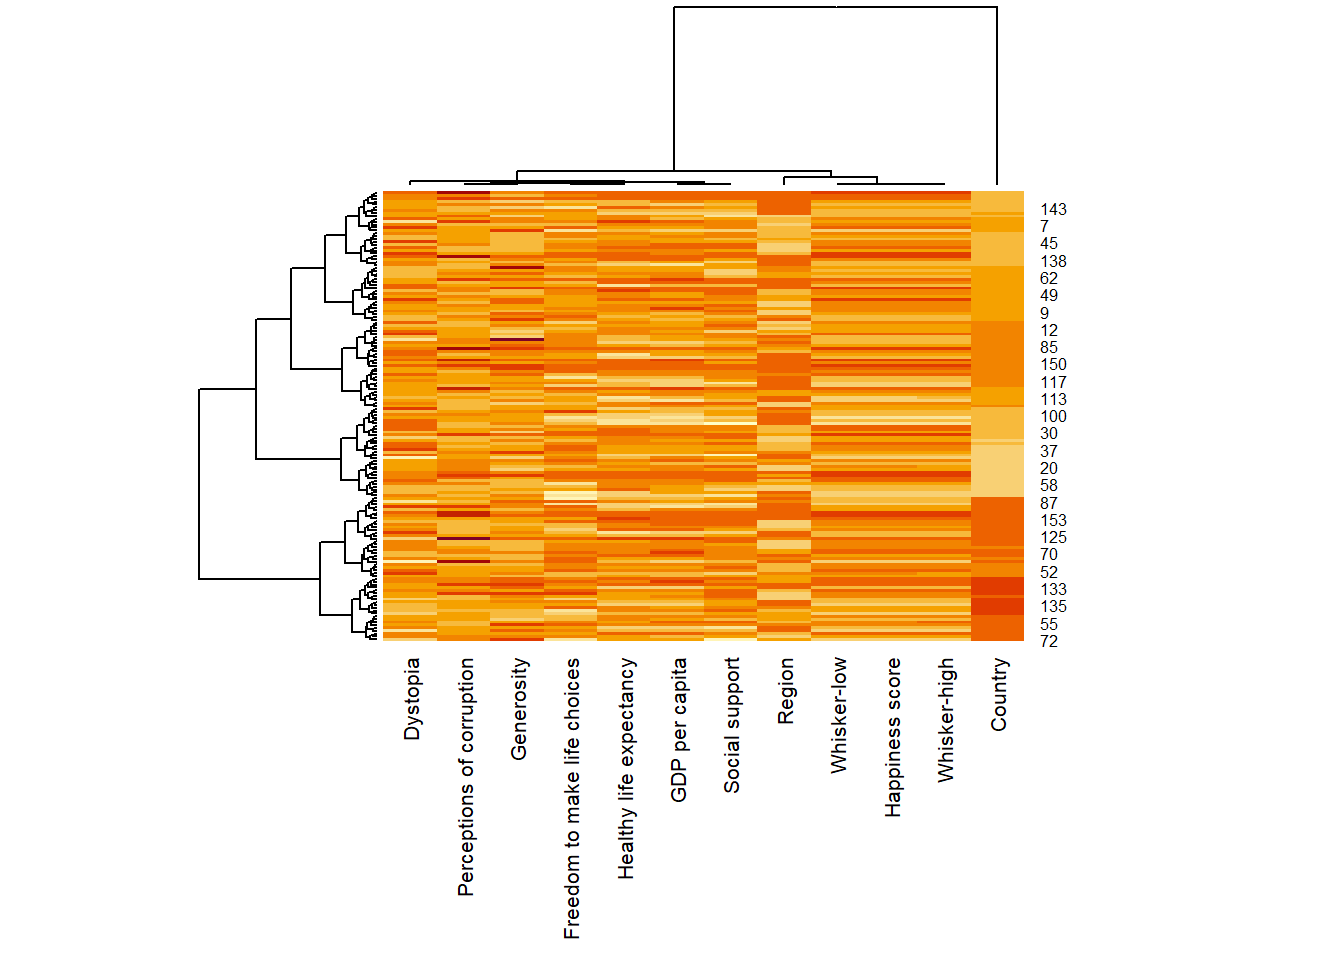 143
7
45
138
62
49
9
12
85
150
117
113
100
30
37
20
58
87
153
125
70
52
133
135
55
72
Dystopia
Perceptions of corruption
Generosity
Freedom to make life choices
Healthy life expectancy
GDP per capita
Social support
Region
Whisker-low
Happiness score
Whisker-high
Country